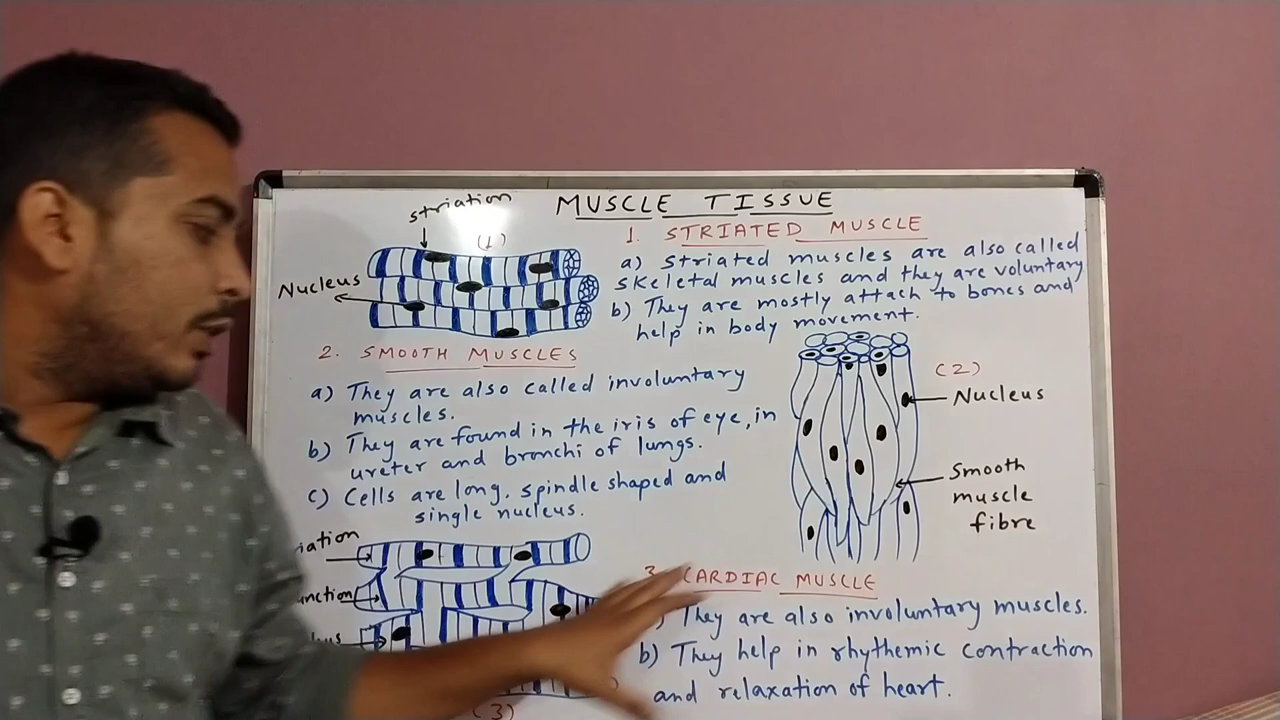 MUSCLE TISSUE
striation
(1)
Nucleus
1. STRIATED MUSCLE
a) Striated muscles are also called
skeletal muscles and they are voluntary
b) They are mostly attach to bones and
help in body movement.
2. SMOOTH MUSCLES
a) They are also called involuntary
muscles.
b) They are found in the iris of eye, in
ureter and bronchi of lungs.
c) Cells are long, spindle shaped and
single nucleus.
(2)
Nucleus
Smooth
muscle
fibre
(3)
3. CARDIAC MUSCLE
They are also involuntary muscles.
b) They help in rhythemic contraction
and relaxation of heart.